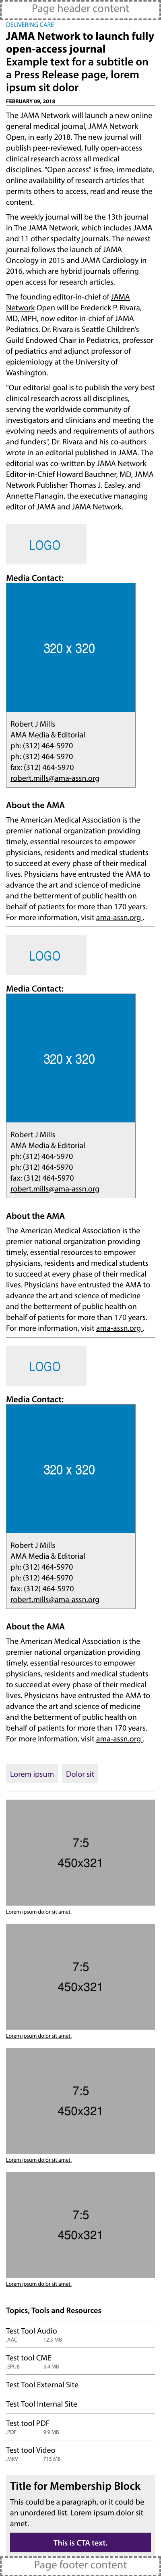 Page header content
DELIVERING CARE
JAMA Network to launch fully
open-access journal
Example text for a subtitle on
a Press Release page, lorem
ipsum sit dolor
FEBRUARY 09, 2018
The JAMA Network will launch a new online
general medical journal, JAMA Network
Open, in early 2018. The new journal will
publish peer-reviewed, fully open-access
clinical research across all medical
disciplines. "Open access" is free, immediate,
online availability of research articles that
permits others to access, read and reuse the
content.
The weekly journal will be the 13th journal
in The JAMA Network, which includes JAMA
and 11 other specialty journals. The newest
journal follows the launch of JAMA
Oncology in 2015 and JAMA Cardiology in
2016, which are hybrid journals offering
open access for research articles.
The founding editor-in-chief of JAMA
Network Open will be Frederick P. Rivara,
MD, MPH, now editor-in-chief of JAMA
Pediatrics. Dr. Rivara is Seattle Children's
Guild Endowed Chair in Pediatrics, professor
of pediatrics and adjunct professor of
epidemiology at the University of
Washington.
"Our editorial goal is to publish the very best
clinical research across all disciplines,
serving the worldwide community of
investigators and clinicians and meeting the
evolving needs and requirements of authors
and funders", Dr. Rivara and his co-authors
wrote in an editorial published in JAMA. The
editorial was co-written by JAMA Network
Editor-in-Chief Howard Bauchner, MD, JAMA
Network Publisher Thomas J. Easley, and
Annette Flanagin, the executive managing
editor of JAMA and JAMA Network.
LOGO
Media Contact:
320 x 320
Robert J Mills
AMA Media & Editorial
ph: (312) 464-5970
ph: (312) 464-5970
fax: (312) 464-5970
robert.mills@ama-assn.org
About the AMA
The American Medical Association is the
premier national organization providing
timely, essential resources to empower
physicians, residents and medical students
to succeed at every phase of their medical
lives. Physicians have entrusted the AMA to
advance the art and science of medicine
and the betterment of public health on
behalf of patients for more than 170 years.
For more information, visit ama-assn.org .
LOGO
Media Contact:
320 x 320
Robert J Mills
AMA Media & Editorial
ph: (312) 464-5970
ph: (312) 464-5970
fax: (312) 464-5970
robert.mills@ama-assn.org
About the AMA
The American Medical Association is the
premier national organization providing
timely, essential resources to empower
physicians, residents and medical students
to succeed at every phase of their medical
lives. Physicians have entrusted the AMA to
advance the art and science of medicine
and the betterment of public health on
behalf of patients for more than 170 years.
For more information, visit ama-assn.org .
LOGO
Media Contact:
320 x 320
Robert J Mills
AMA Media & Editorial
ph: (312) 464-5970
ph: (312) 464-5970
fax: (312) 464-5970
robert.mills@ama-assn.org
About the AMA
The American Medical Association is the
premier national organization providing
timely, essential resources to empower
physicians, residents and medical students
to succeed at every phase of their medical
lives. Physicians have entrusted the AMA to
advance the art and science of medicine
and the betterment of public health on
behalf of patients for more than 170 years.
For more information, visit ama-assn.org .
Lorem ipsum Dolor sit
7:5
450x321
Lorem ipsum dolor sit amet.
7:5
450x321
Lorem ipsum dolor sit amet.
7:5
450x321
Lorem ipsum dolor sit amet.
7:5
450x321
Lorem ipsum dolor sit amet.
Topics, Tools and Resources
Test Tool Audio
.AAC 12.5 MB
Test tool CME
.EPUB 3.4 MB
Test Tool External Site
Test Tool Internal Site
Test tool PDF
.PDF 9.9 MB
Test tool Video
.MKV 715 MB
Title for Membership Block
This could be a paragraph, or it could be
an unordered list. Lorem ipsum dolor sit
amet.
This is CTA text.
Page footer content